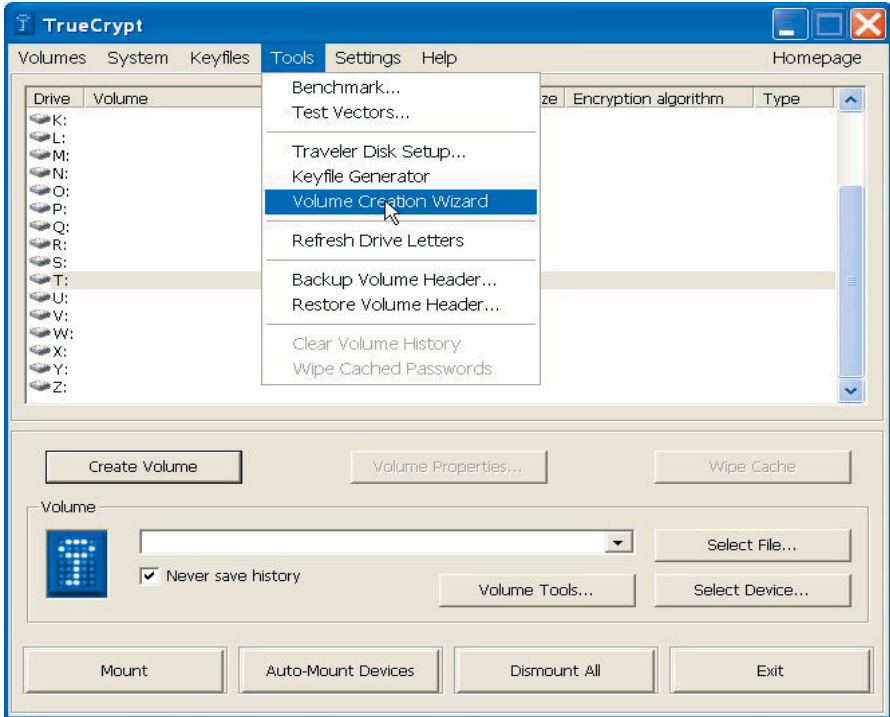 TrueCrypt
Volumes System Keyfiles Tools Settings Help Homepage
Drive Volume ze Encryption algorithm Type
Benchmark...
Test Vectors...
Traveler Disk Setup...
Keyfile Generator
Volume Creation Wizard
Refresh Drive Letters
Backup Volume Header...
Restore Volume Header...
Clear Volume History
Wipe Cached Passwords
K:
L:
M:
N:
O:
P:
Q:
R:
S:
T:
U:
V:
W:
X:
Y:
Z:
Create Volume Volume Properties... Wipe Cache
Volume
Select File...
Never save history
Volume Tools... Select Device...
Mount Auto-Mount Devices Dismount All Exit